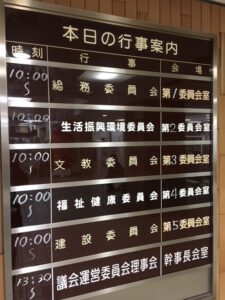 本日の行事案内
時刻 行事 会場
10:00〜 総務委員会 第1委員会室
10:00〜 生活振興環境委員会 第2委員会室
10:00〜 文教委員会 第3委員会室
10:00〜 福祉健康委員会 第4委員会室
10:00〜 建設委員会 第5委員会室
13:30〜 議会運営委員会理事会 幹事長会室